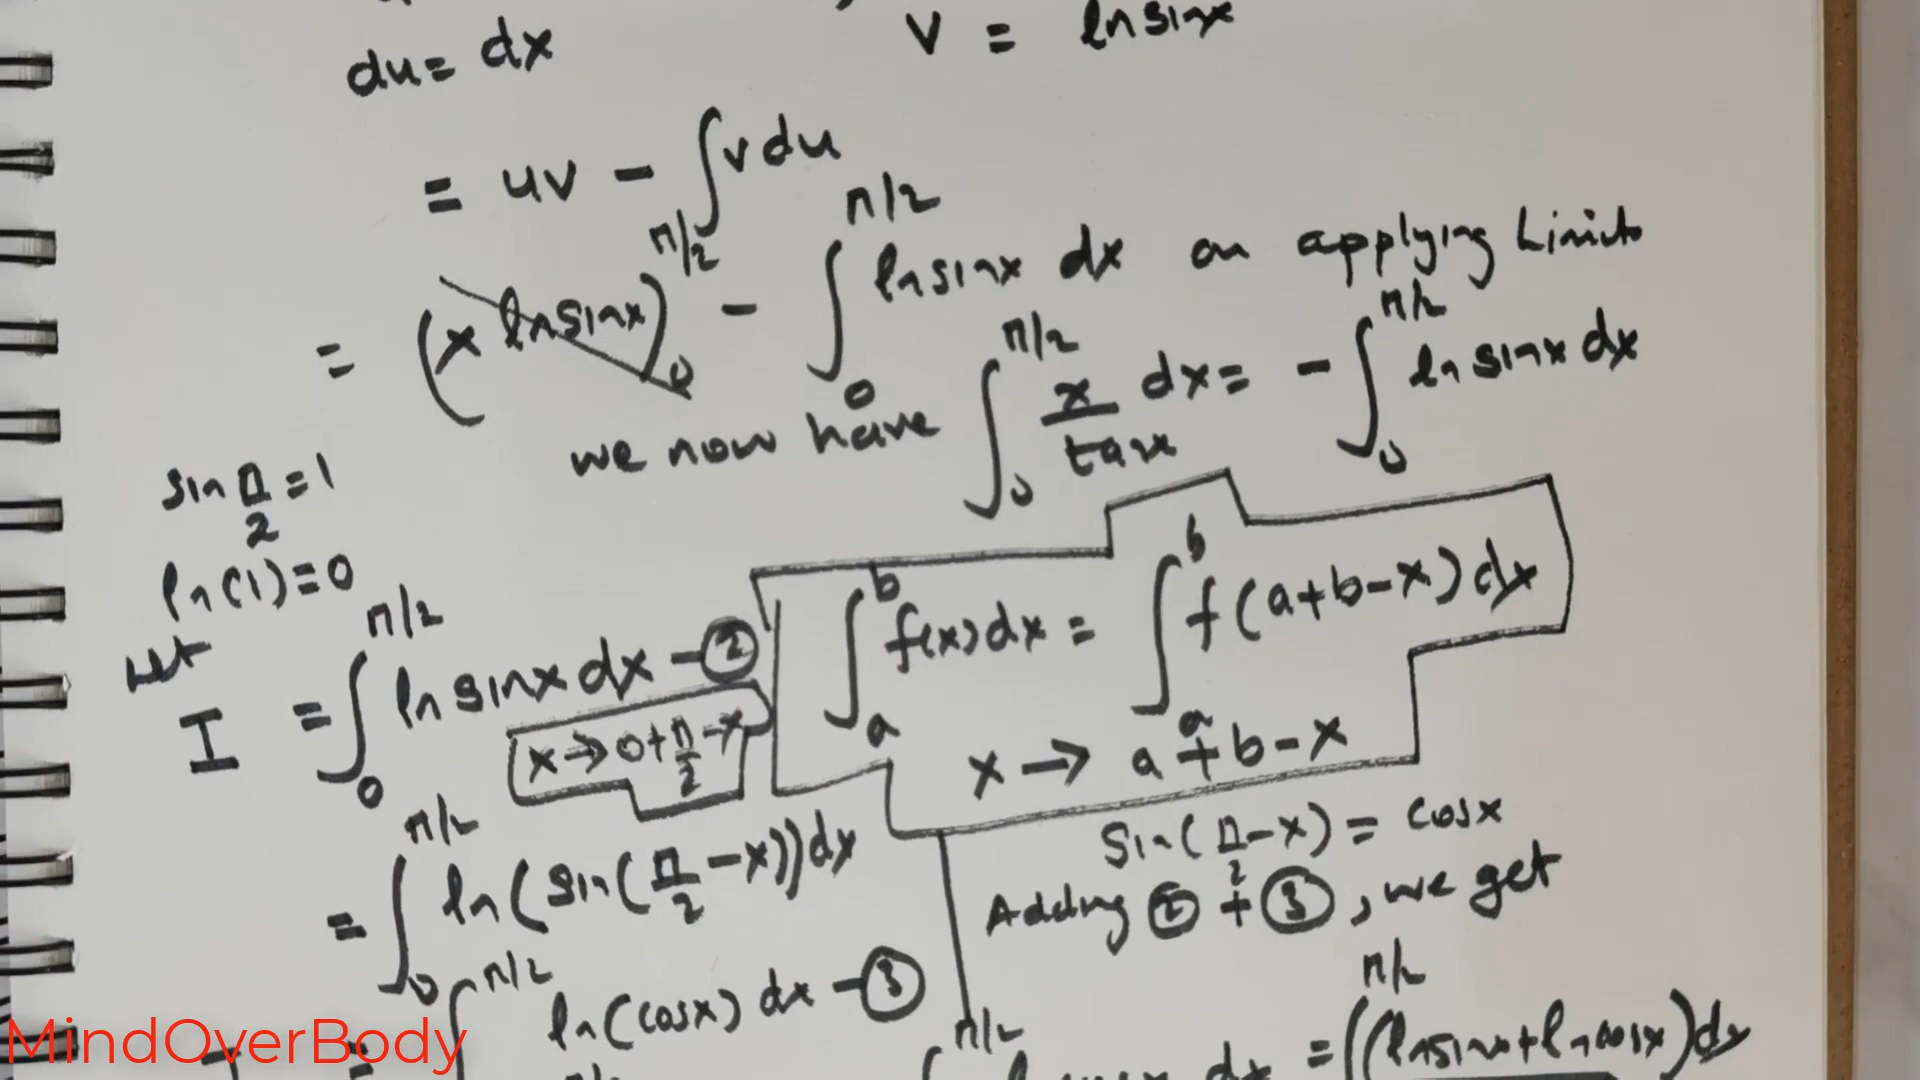 du = dx
v = ln sinx
= uv - ∫ v du
= (x ln sinx)₀^π/2 - ∫₀^π/2 ln sinx dx on applying Limits
we now have ∫₀^π/2 x/tanx dx = - ∫₀^π/2 ln sinx dx
sin π/2 = 1
ln(1) = 0
∫ₐᵇ f(x) dx = ∫ₐᵇ f(a+b-x) dx
x → a+b-x
Let
I = ∫₀^π/2 ln sinx dx - ②
x → 0+π/2-x
= ∫₀^π/2 ln(sin(π/2-x)) dx
sin(π/2-x) = cosx
Adding ② + ③, we get
ln(cosx) dx - ③
π/2
dx = ∫^π/2 (ln sinx + ln cosx) dx
MindOverBody